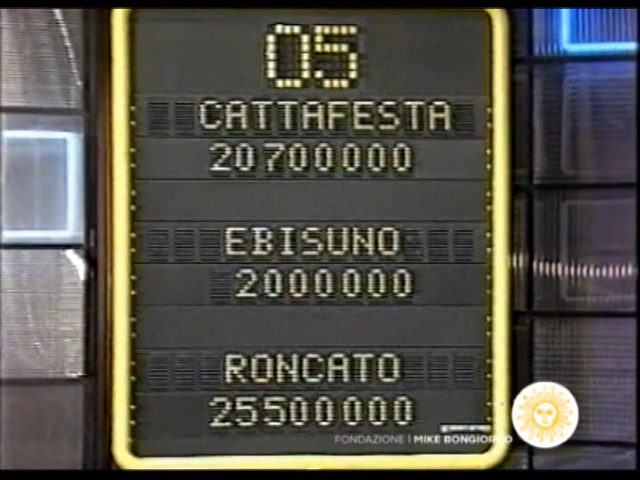 05
CATTAFESTA
20700000
EBISUNO
2000000
RONCATO
25500000
FONDAZIONE | MIKE BONGIORNO